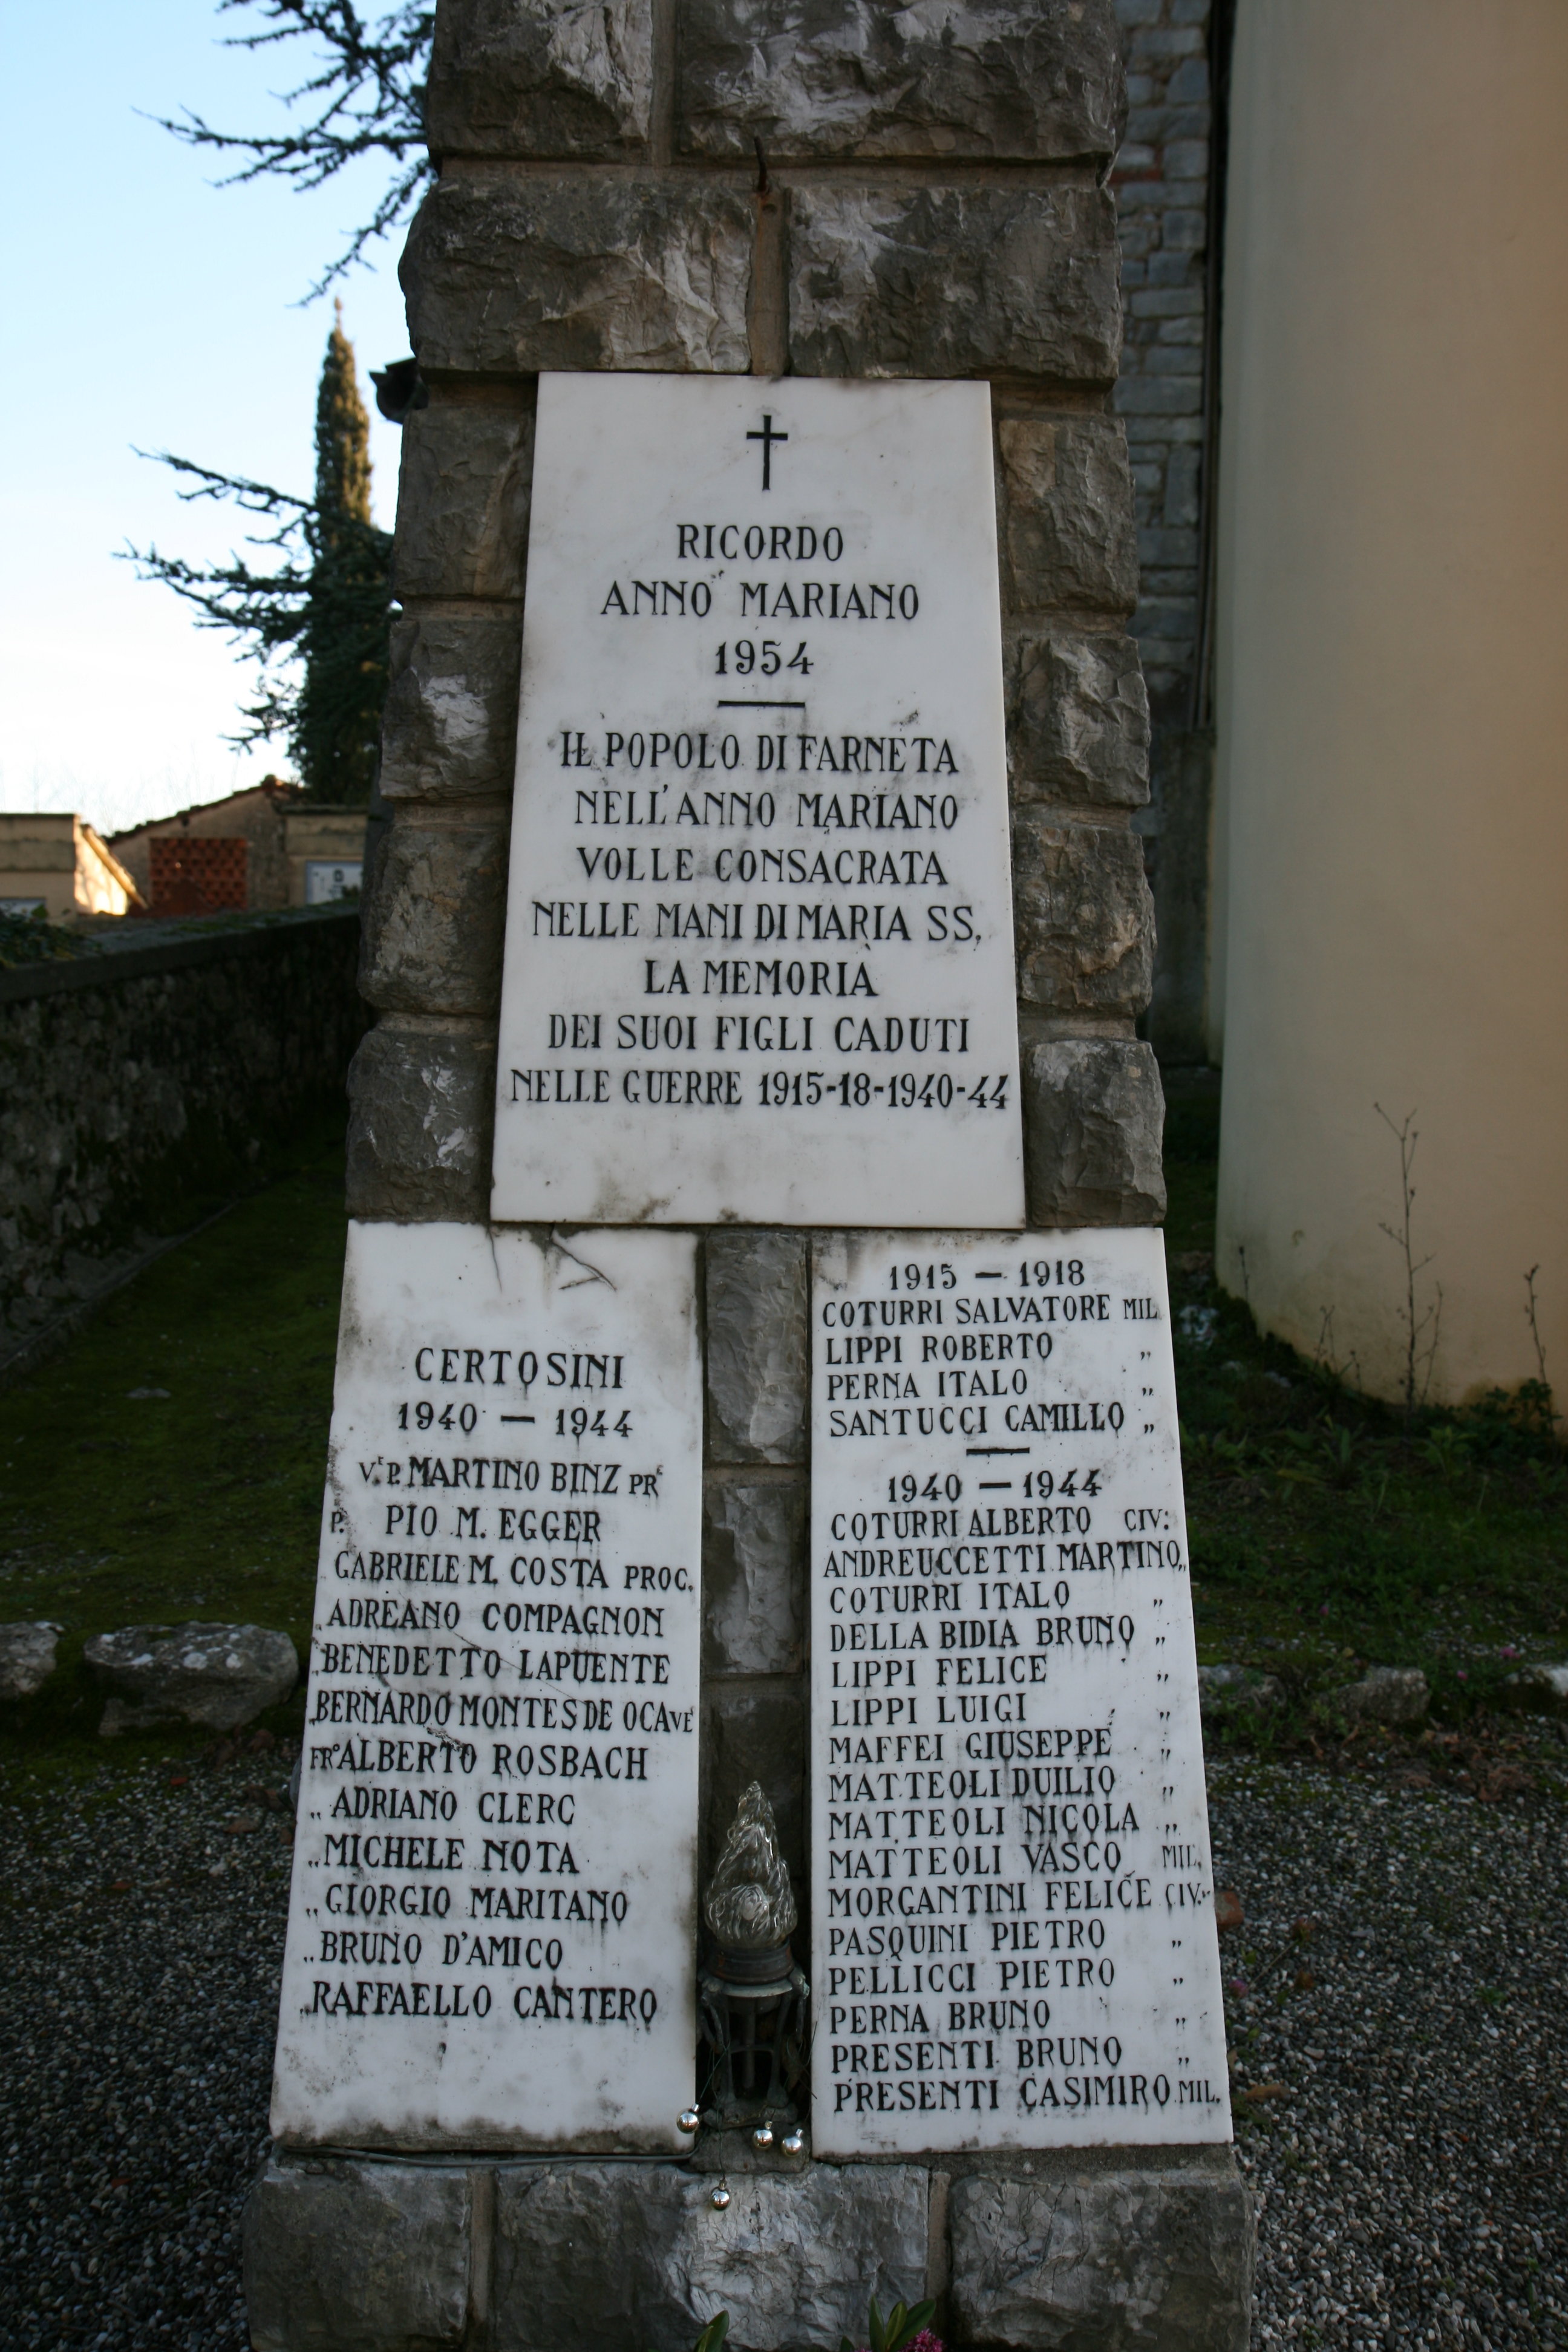 RICORDO
ANNO MARIANO
1954
IL POPOLO DI FARNETA
NELL'ANNO MARIANO
VOLLE CONSACRATA
NELLE MANI DI MARIA SS.
LA MEMORIA
DEI SUOI FIGLI CADUTI
NELLE GUERRE 1915-18-1940-44
CERTOSINI
1940 — 1944
V.E P. MARTINO BINZ PR.E
P. PIO M. EGGER
GABRIELE M. COSTA PROC.
„ ADREANO COMPAGNON
„ BENEDETTO LAPUENTE
„ BERNARDO MONTES DE OCA VE
FR. ALBERTO ROSBACH
„ ADRIANO CLERC
„ MICHELE NOTA
„ GIORGIO MARITANO
„ BRUNO D'AMICO
„ RAFFAELLO CANTERO
1915 — 1918
COTURRI SALVATORE MIL
LIPPI ROBERTO „
PERNA ITALO „
SANTUCCI CAMILLO „
1940 — 1944
COTURRI ALBERTO CIV:
ANDREUCCETTI MARTINO „
COTURRI ITALO „
DELLA BIDIA BRUNO „
LIPPI FELICE „
LIPPI LUIGI „
MAFFEI GIUSEPPE „
MATTEOLI DUILIO „
MATTEOLI NICOLA „
MATTEOLI VASCO MIL.
MORGANTINI FELICE CIV:
PASQUINI PIETRO „
PELLICCI PIETRO „
PERNA BRUNO „
PRESENTI BRUNO „
PRESENTI CASIMIRO MIL.